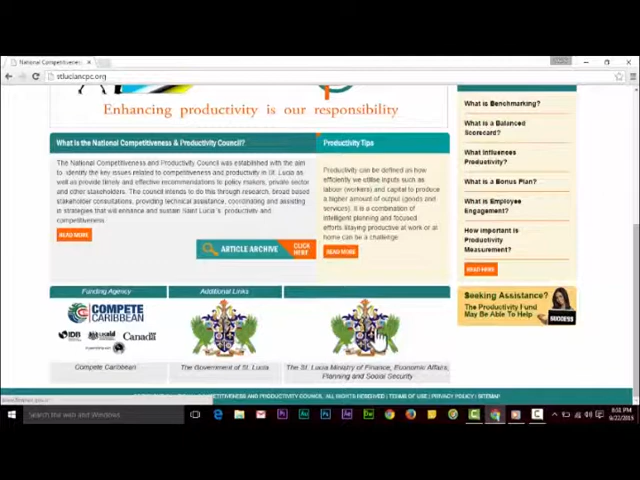 National Competitivenes
stluciancpc.org
Enhancing productivity is our responsibility
What is the National Competitiveness & Productivity Council?
The National Competitiveness and Productivity Council was established with the aim
to identify the key issues related to competitiveness and productivity in St. Lucia as
well as provide timely and effective recommendations to policy makers, private sector
and other stakeholders. The council intends to do this through research, broad based
stakeholder consultations, providing technical assistance, coordinating and assisting
in strategies that will enhance and sustain Saint Lucia's productivity and
competitiveness.
READ MORE
ARTICLE ARCHIVE
CLICK
HERE
Productivity Tips
Productivity can be defined as how
efficiently we utilise inputs such as
labour (workers) and capital to produce
a higher amount of output (goods and
services). It is a combination of
intelligent planning and focused
efforts. Staying productive at work or at
home can be a challenge
READ MORE
What is Benchmarking?
What is a Balanced
Scorecard?
What Influences
Productivity?
What is a Bonus Plan?
What is Employee
Engagement?
How important is
Productivity
Measurement?
READ MORE
Seeking Assistance?
The Productivity Fund
May Be Able To Help
SUCCESS
Funding Agency
COMPETE
CARIBBEAN
IDB
Canada
Compete Caribbean
Additional Links
The Government of St. Lucia
The St. Lucia Ministry of Finance, Economic Affairs,
Planning and Social Security
COMPETITIVENESS AND PRODUCTIVITY COUNCIL, ALL RIGHTS RESERVED | TERMS OF USE | PRIVACY POLICY | SITEMAP
Search the web and Windows
9/22/2015